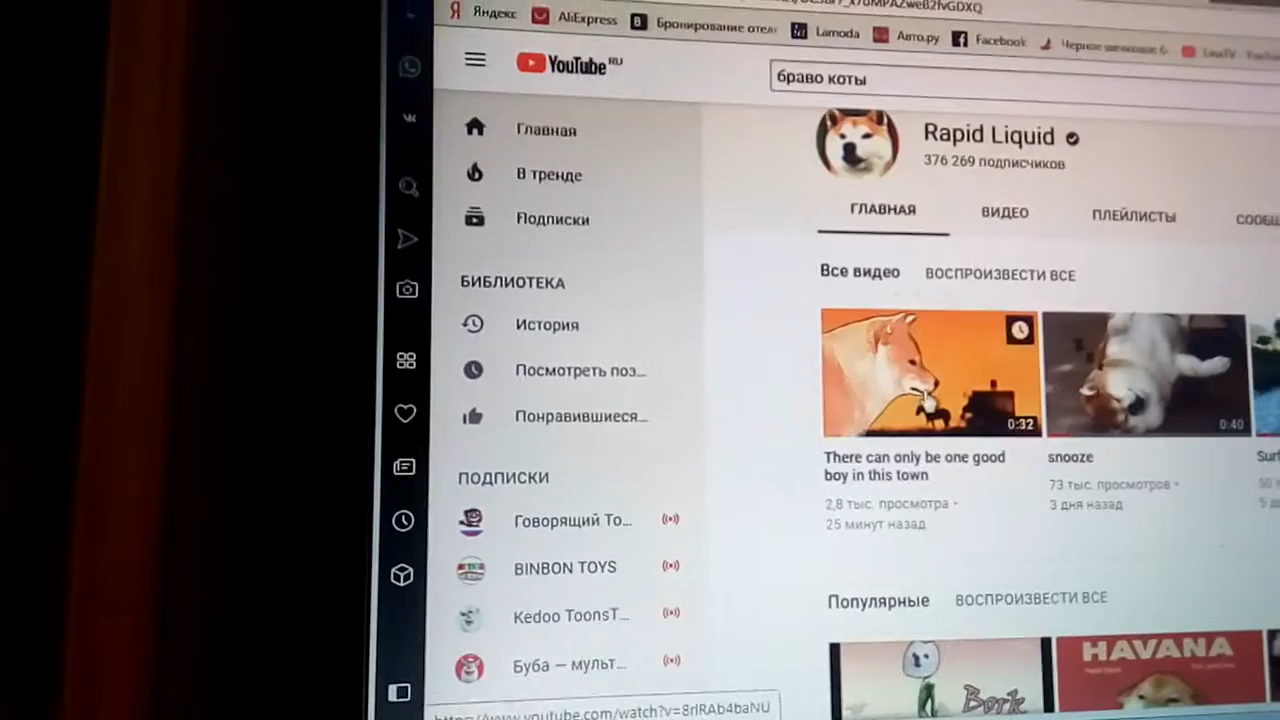 Яндекс
AliExpress
Lamoda
Авто.ру
Facebook
YouTube RU
браво коты
Главная
В тренде
Подписки
БИБЛИОТЕКА
История
Посмотреть поз...
Понравившиеся...
ПОДПИСКИ
Говорящий То...
BINBON TOYS
Kedoo ToonsT...
Буба — мульт...
Rapid Liquid
376 269 подписчиков
ГЛАВНАЯ
ВИДЕО
ПЛЕЙЛИСТЫ
Все видео
ВОСПРОИЗВЕСТИ ВСЕ
0:32
0:40
There can only be one good
boy in this town
2,8 тыс. просмотра •
25 минут назад
snooze
73 тыс. просмотров •
3 дня назад
Популярные
ВОСПРОИЗВЕСТИ ВСЕ
Bork
HAVANA